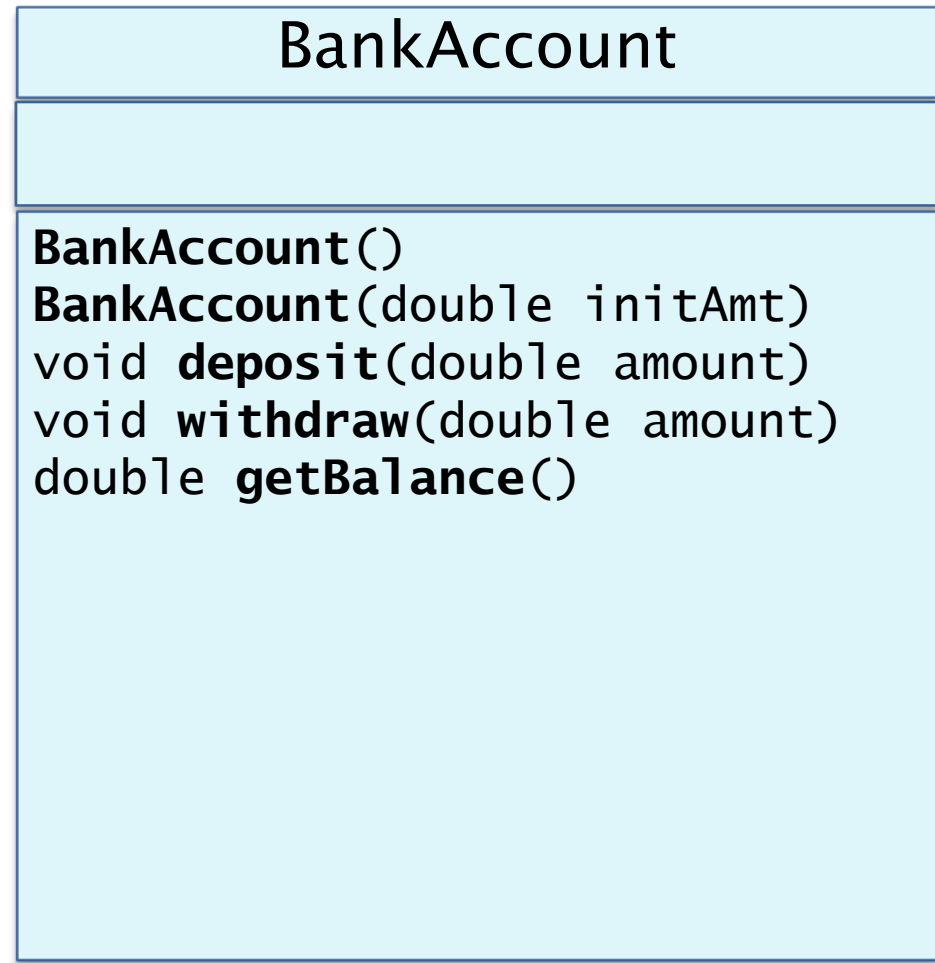 BankAccount
BankAccount()
BankAccount(double initAmt)
void deposit(double amount)
void withdraw(double amount)
double getBalance()